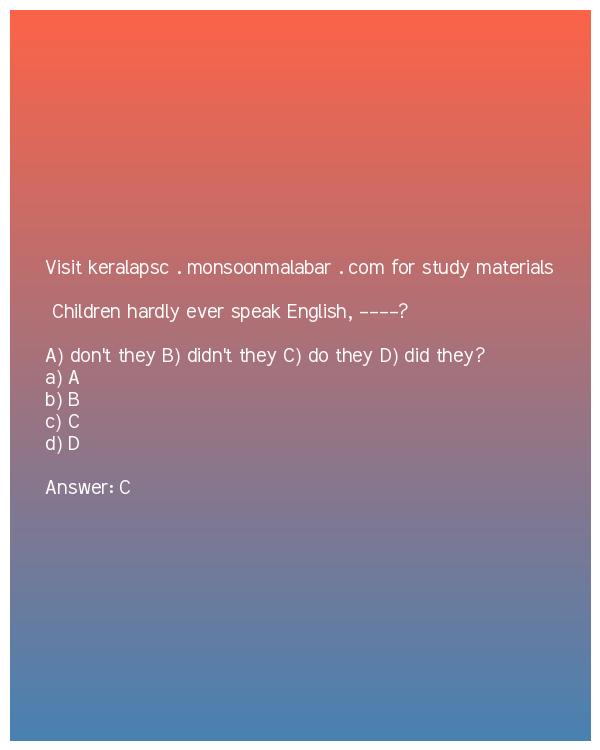 Visit keralapsc . monsoonmalabar . com for study materials
Children hardly ever speak English, ----?
A) don't they B) didn't they C) do they D) did they?
a) A
b) B
c) C
d) D
Answer: C